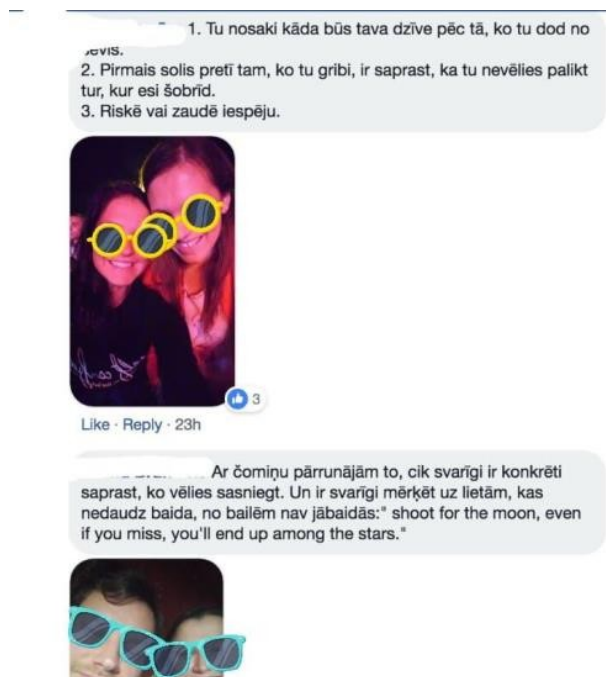 1. Tu nosaki kāda būs tava dzīve pēc tā, ko tu dod no
sevis.
2. Pirmais solis pretī tam, ko tu gribi, ir saprast, ka tu nevēlies palikt
tur, kur esi šobrīd.
3. Riskē vai zaudē iespēju.
3
Like · Reply · 23h
Ar čomiņu pārrunājām to, cik svarīgi ir konkrēti
saprast, ko vēlies sasniegt. Un ir svarīgi mērķēt uz lietām, kas
nedaudz baida, no bailēm nav jābaidās:" shoot for the moon, even
if you miss, you'll end up among the stars."